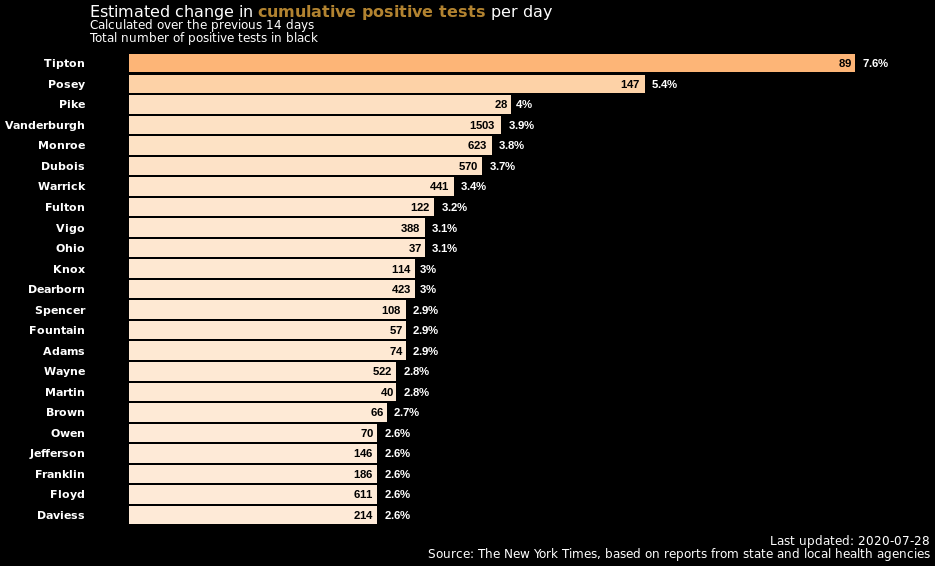 Estimated change in cumulative positive tests per day
Calculated over the previous 14 days
Total number of positive tests in black
Tipton 89 7.6%
Posey 147 5.4%
Pike 28 4%
Vanderburgh 1503 3.9%
Monroe 623 3.8%
Dubois 570 3.7%
Warrick 441 3.4%
Fulton 122 3.2%
Vigo 388 3.1%
Ohio 37 3.1%
Knox 114 3%
Dearborn 423 3%
Spencer 108 2.9%
Fountain 57 2.9%
Adams 74 2.9%
Wayne 522 2.8%
Martin 40 2.8%
Brown 66 2.7%
Owen 70 2.6%
Jefferson 146 2.6%
Franklin 186 2.6%
Floyd 611 2.6%
Daviess 214 2.6%
Last updated: 2020-07-28
Source: The New York Times, based on reports from state and local health agencies